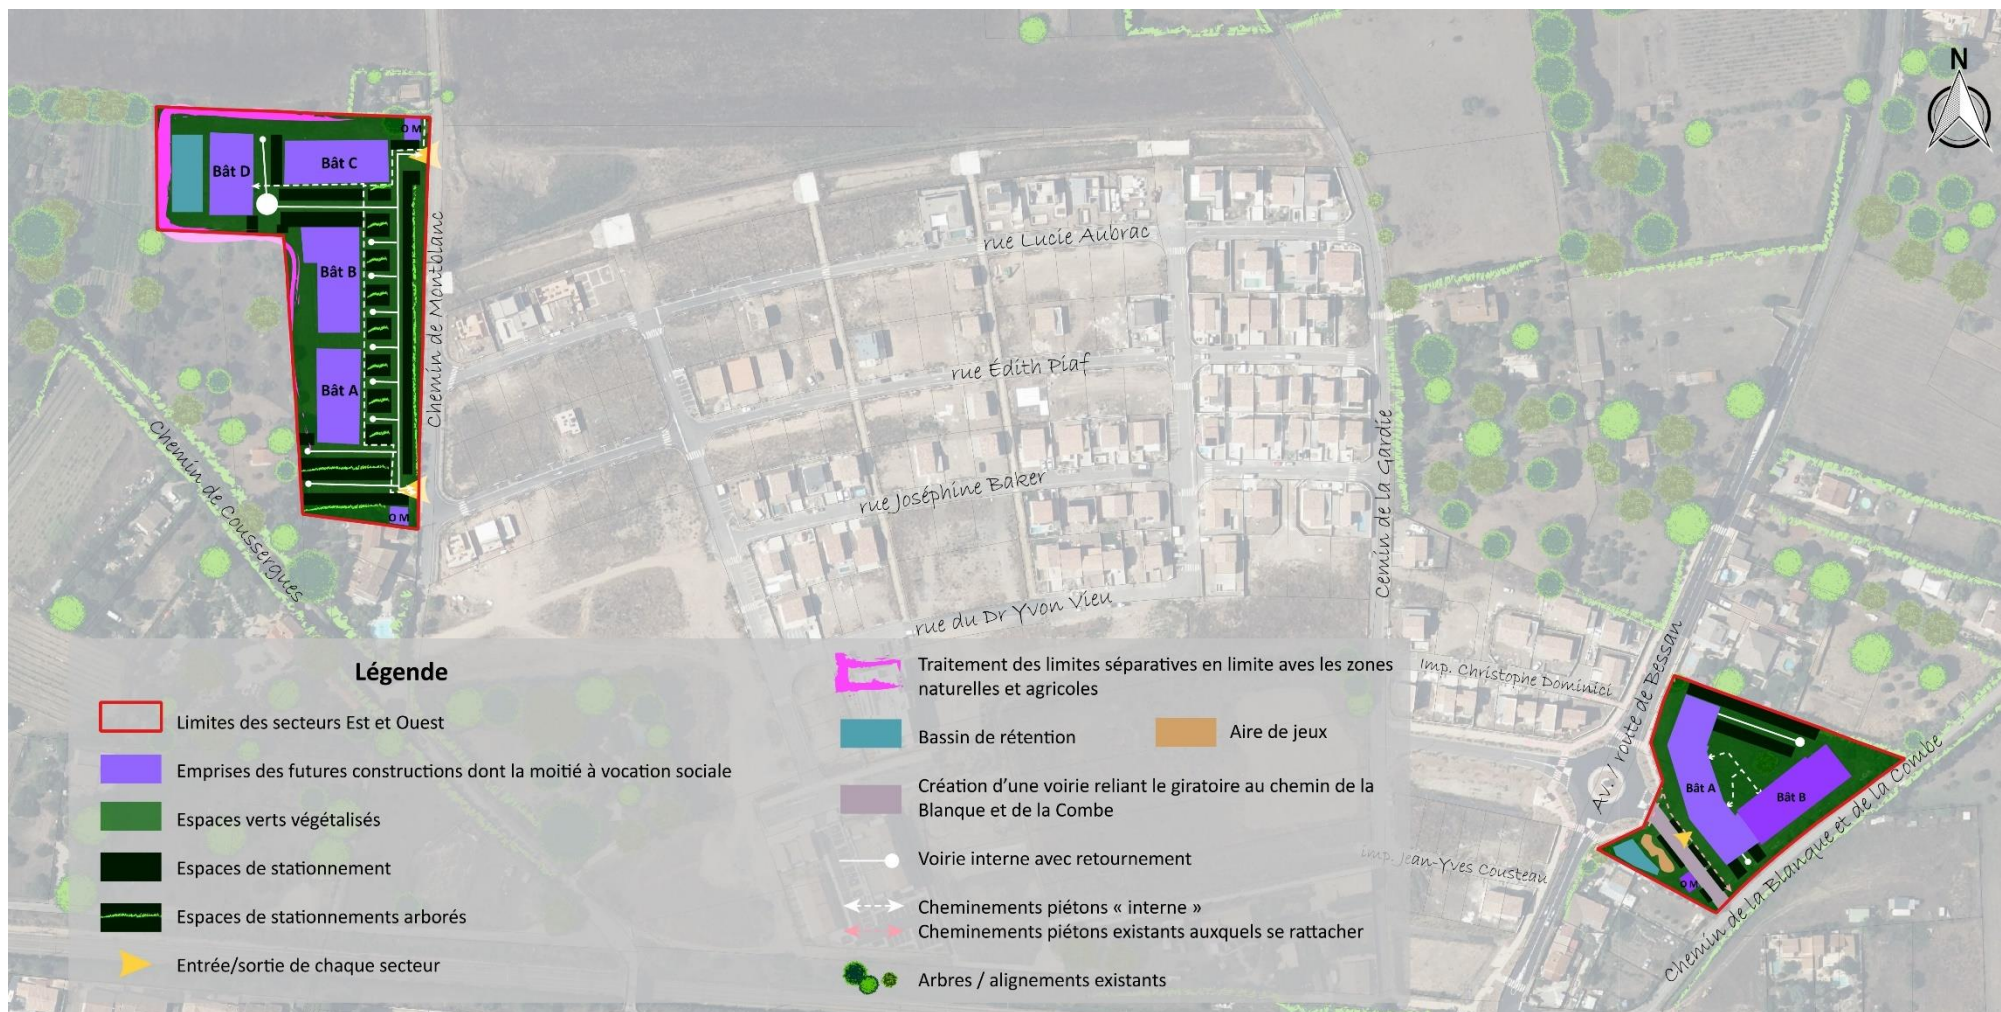 N
O M
Bât C
Bât D
Bât B
Bât A
O M
Chemin de Montblanc
Chemin de Coussergues
rue Lucie Aubrac
rue Édith Piaf
rue Joséphine Baker
rue du Dr Yvon Vieu
Cemin de la Gardie
imp. Christophe Dominici
Av. / route de Bessan
imp. Jean-Yves Cousteau
Bât A
Bât B
O M
Chemin de la Blanque et de la Combe
Légende
Limites des secteurs Est et Ouest
Emprises des futures constructions dont la moitié à vocation sociale
Espaces verts végétalisés
Espaces de stationnement
Espaces de stationnements arborés
Entrée/sortie de chaque secteur
Traitement des limites séparatives en limite aves les zones
naturelles et agricoles
Bassin de rétention
Aire de jeux
Création d’une voirie reliant le giratoire au chemin de la
Blanque et de la Combe
Voirie interne avec retournement
Cheminements piétons « interne »
Cheminements piétons existants auxquels se rattacher
Arbres / alignements existants